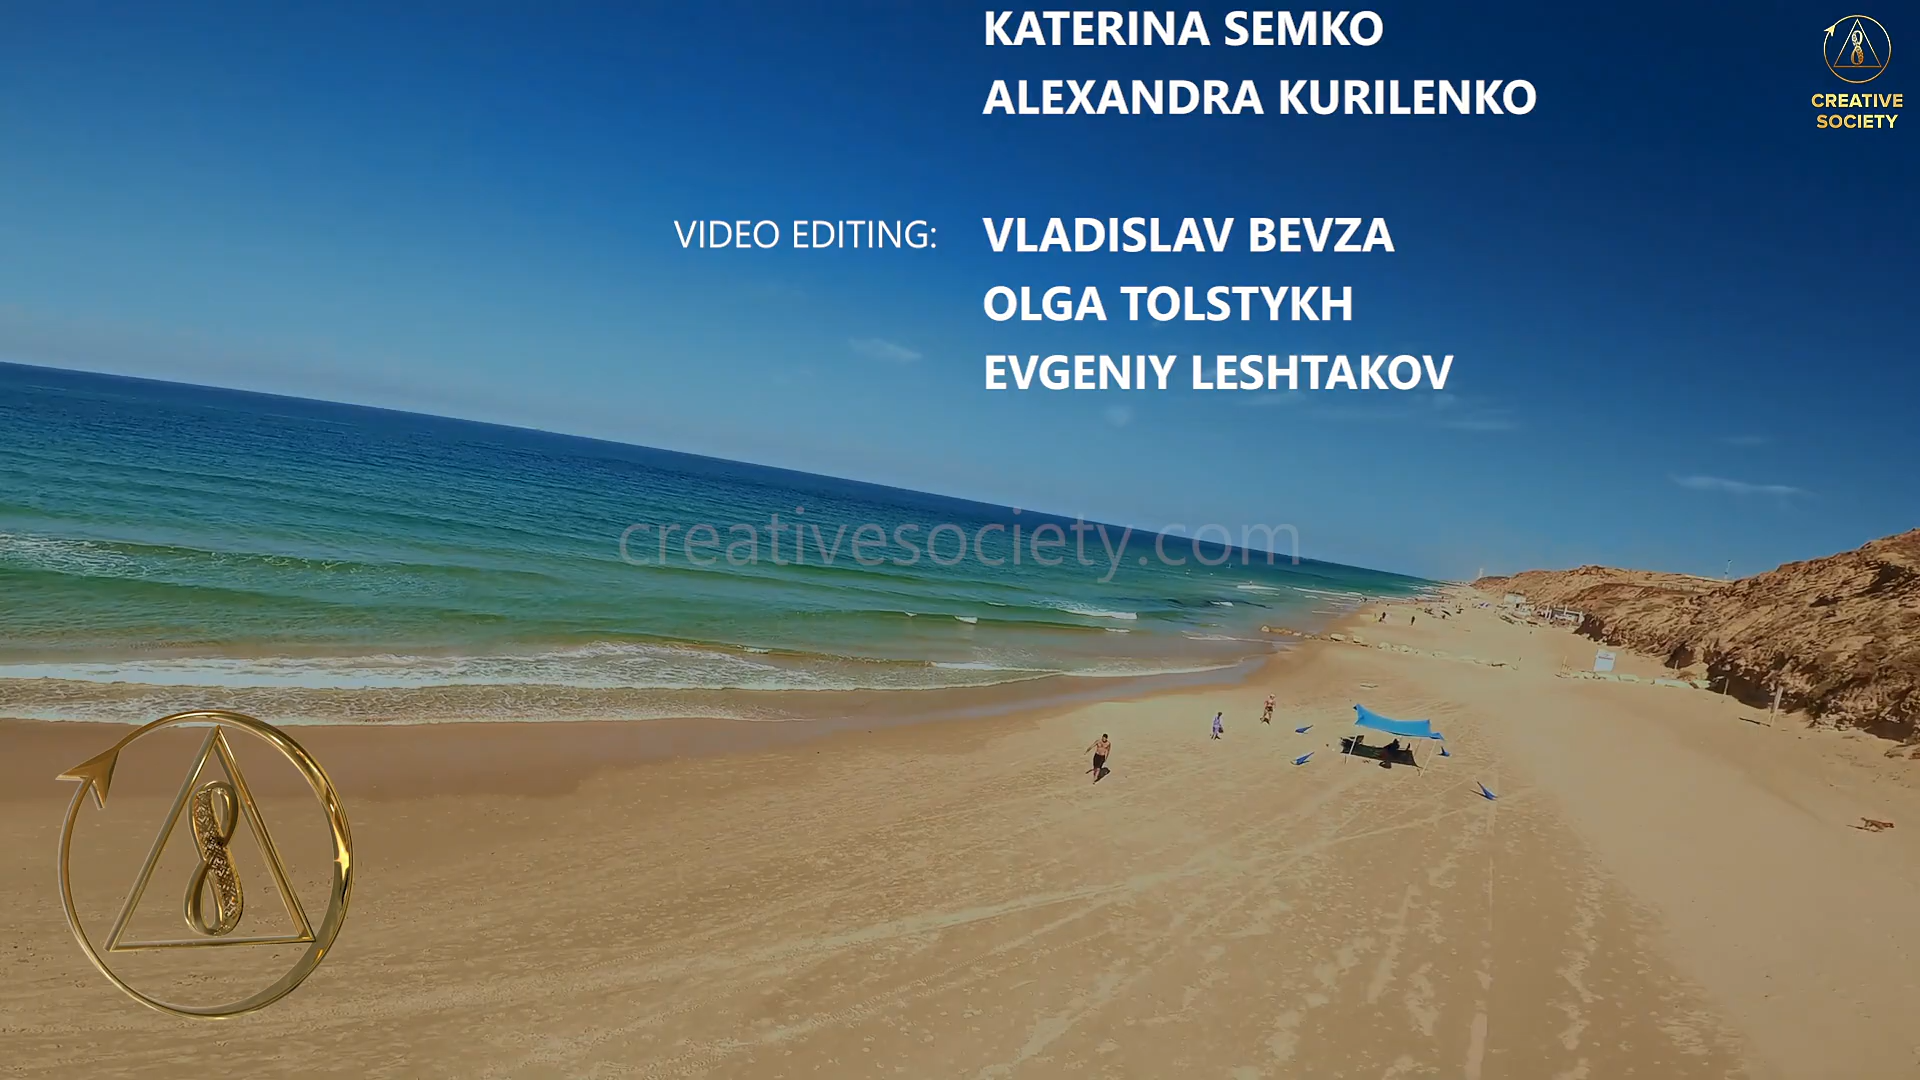 KATERINA SEMKO
ALEXANDRA KURILENKO
CREATIVE
SOCIETY
VIDEO EDITING: VLADISLAV BEVZA
OLGA TOLSTYKH
EVGENIY LESHTAKOV
creativesociety.com